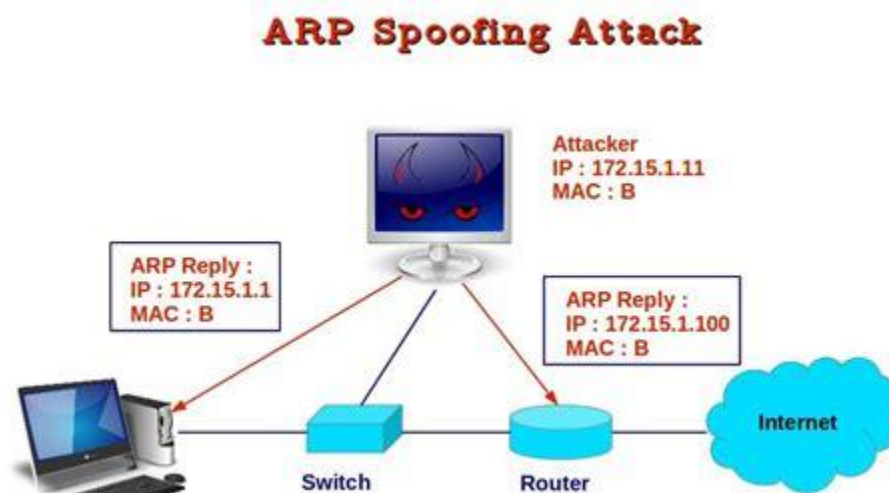 ARP Spoofing Attack
Attacker
IP : 172.15.1.11
MAC : B
ARP Reply :
IP : 172.15.1.1
MAC : B
ARP Reply :
IP : 172.15.1.100
MAC : B
Internet
Switch
Router